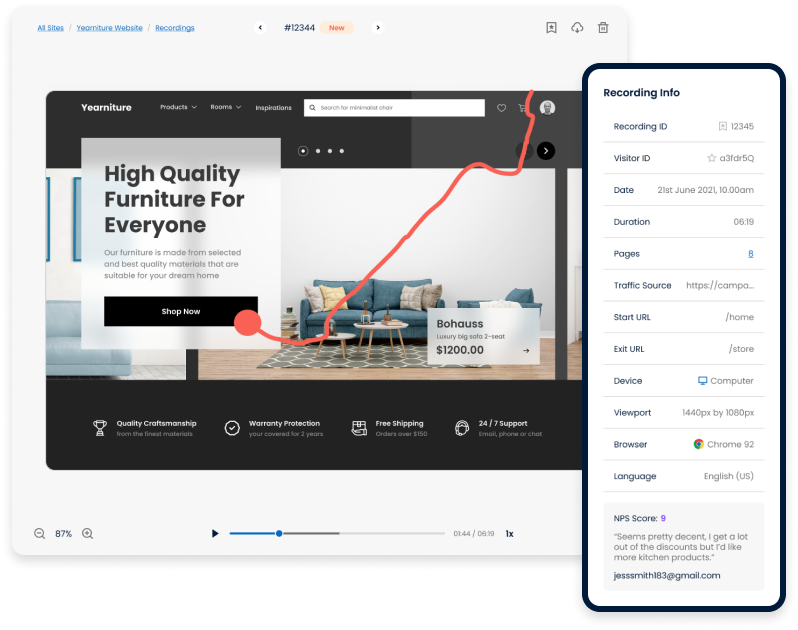 All Sites / Yearniture Website / Recordings
#12344 New
Yearniture
Products Rooms Inspirations
Search for minimalist chair
High Quality
Furniture For
Everyone
Our furniture is made from selected
and best quality materials that are
suitable for your dream home
Shop Now
Bohauss
Luxury big sofa 2-seat
$1200.00
Quality Craftsmanship
from the finest materials
Warranty Protection
your covered for 2 years
Free Shipping
Orders over $150
24 / 7 Support
Email, phone or chat
87%
01:44 / 06:19 1x
Recording Info
Recording ID 12345
Visitor ID a3fdr5Q
Date 21st June 2021, 10.00am
Duration 06:19
Pages 8
Traffic Source https://campa...
Start URL /home
Exit URL /store
Device Computer
Viewport 1440px by 1080px
Browser Chrome 92
Language English (US)
NPS Score: 9
“Seems pretty decent, I get a lot
out of the discounts but I’d like
more kitchen products.”
jesssmith183@gmail.com